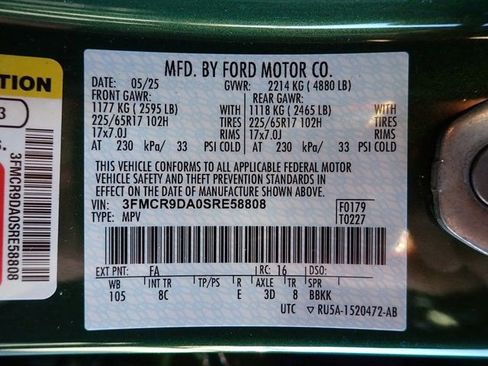 MFD. BY FORD MOTOR CO.
DATE: 05/25 GVWR: 2214 KG ( 4880 LB)
FRONT GAWR: REAR GAWR:
1177 KG ( 2595 LB) WITH 1118 KG ( 2465 LB) WITH
225/65R17 102H TIRES 225/65R17 102H TIRES
17x7.0J RIMS 17x7.0J RIMS
AT 230 kPa/ 33 PSI COLD AT 230 kPa/ 33 PSI COLD
THIS VEHICLE CONFORMS TO ALL APPLICABLE FEDERAL MOTOR
VEHICLE SAFETY AND THEFT PREVENTION STANDARDS IN
EFFECT ON THE DATE OF MANUFACTURE SHOWN ABOVE.
VIN: 3FMCR9DA0SRE58808 F0179
TYPE: MPV T0227
EXT PNT: FA RC: 16 DSO:
WB INT TR TP/PS R AXLE TR SPR
105 8C E 3D 8 BBKK
UTC ▽ RU5A-1520472-AB
3
3FMCR9DA0SRE58808